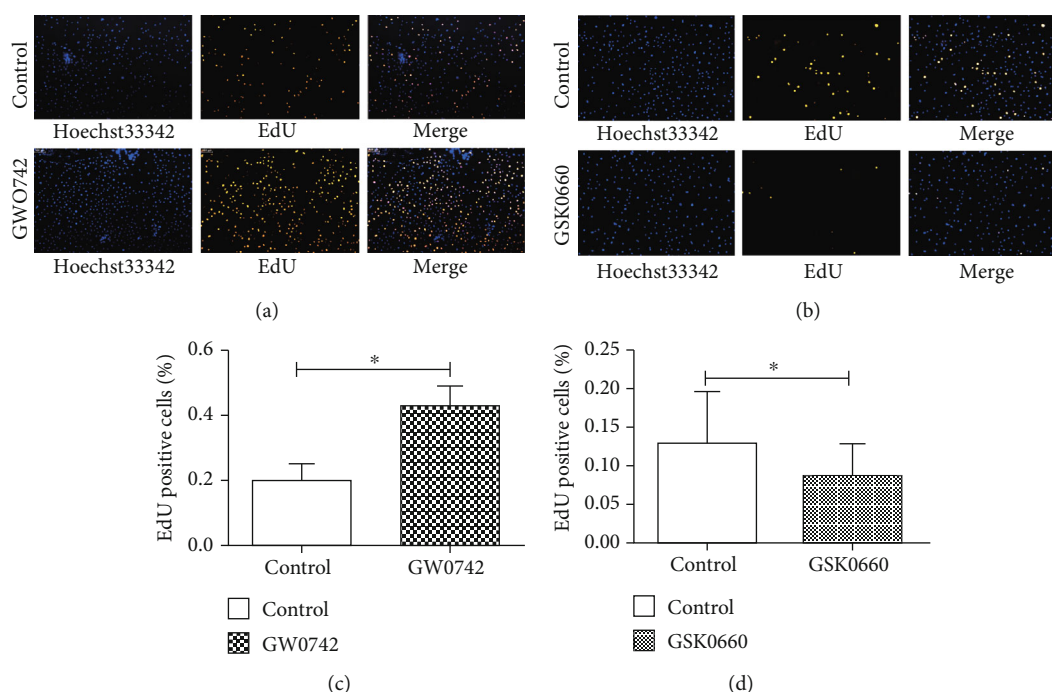 Control
Hoechst33342 EdU Merge
GWO742
Hoechst33342 EdU Merge
(a)
Control
Hoechst33342 EdU Merge
GSK0660
Hoechst33342 EdU Merge
(b)
EdU positive cells (%)
0.6
0.4
0.2
0.0
*
Control GW0742
Control
GW0742
(c)
EdU positive cells (%)
0.25
0.20
0.15
0.10
0.05
0.00
*
Control GSK0660
Control
GSK0660
(d)